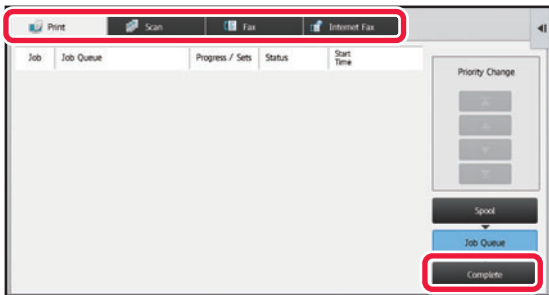 Print Scan Fax Internet Fax
Job Job Queue Progress / Sets Status Start Time
Priority Change
Spool
Job Queue
Complete